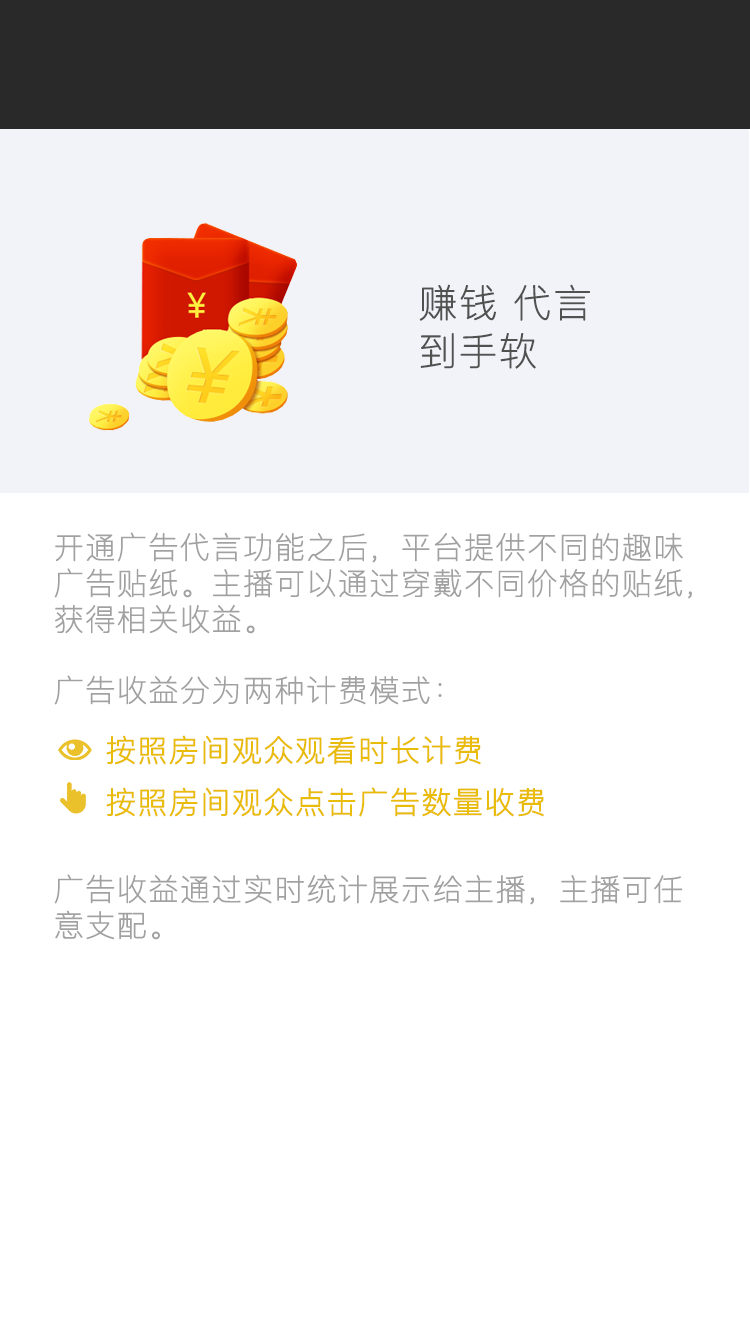 ¥
赚钱 代言
到手软
开通广告代言功能之后，平台提供不同的趣味
广告贴纸。主播可以通过穿戴不同价格的贴纸，
获得相关收益。
广告收益分为两种计费模式：
按照房间观众观看时长计费
按照房间观众点击广告数量收费
广告收益通过实时统计展示给主播，主播可任
意支配。